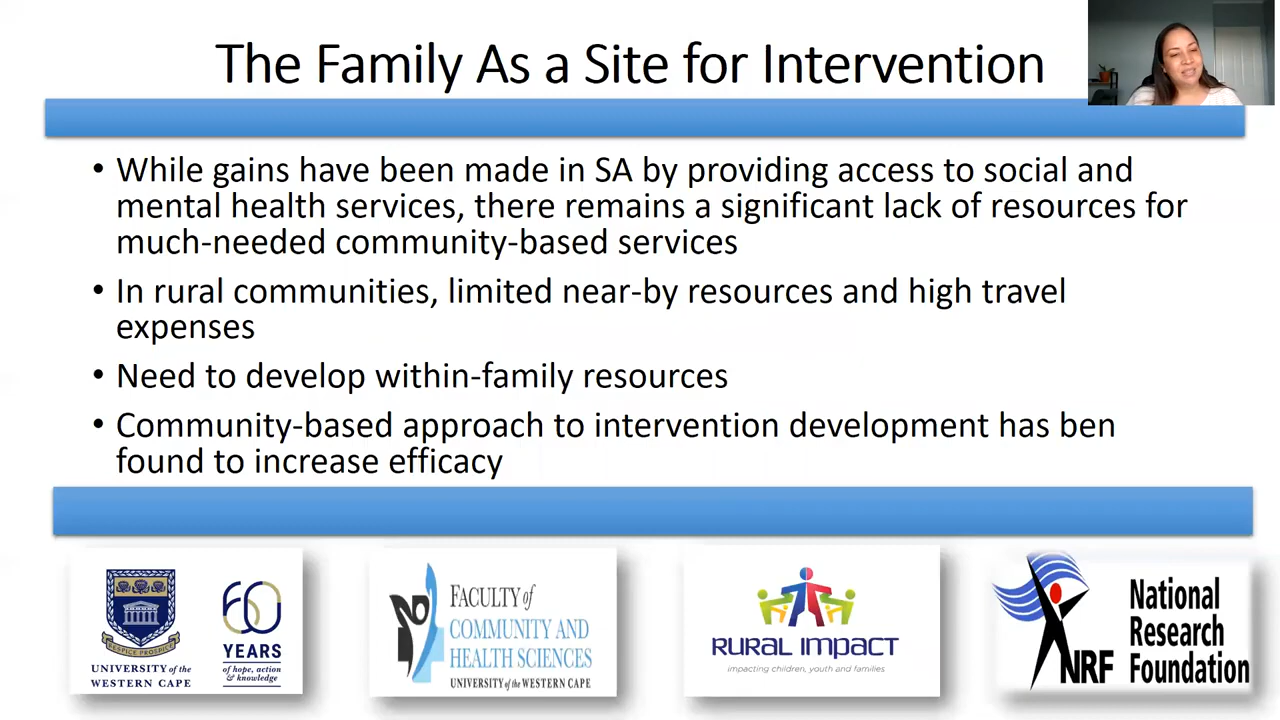 The Family As a Site for Intervention
• While gains have been made in SA by providing access to social and
mental health services, there remains a significant lack of resources for
much-needed community-based services
• In rural communities, limited near-by resources and high travel
expenses
• Need to develop within-family resources
• Community-based approach to intervention development has ben
found to increase efficacy
RESPICE PROSPICE
UNIVERSITY of the
WESTERN CAPE
60
YEARS
of hope, action
& knowledge
FACULTY of
COMMUNITY AND
HEALTH SCIENCES
UNIVERSITY of the WESTERN CAPE
RURAL IMPACT
impacting children, youth and families
NRF
National
Research
Foundation